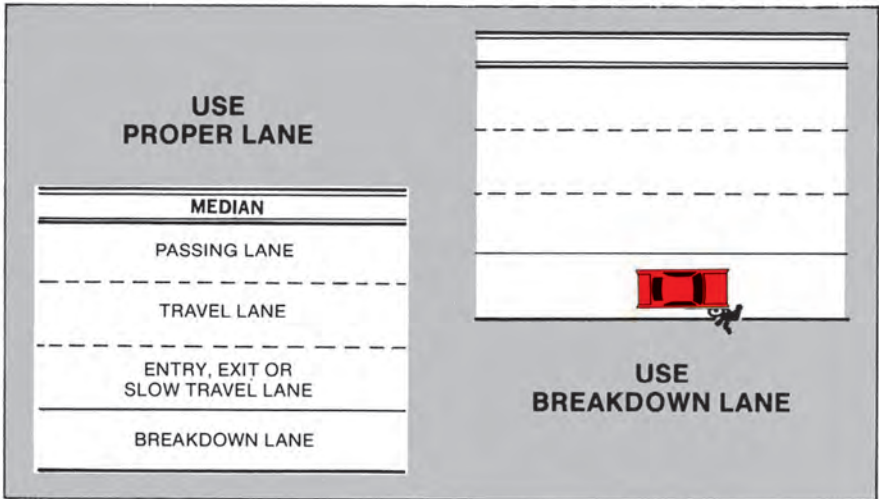 USE
PROPER LANE
MEDIAN
PASSING LANE
TRAVEL LANE
ENTRY, EXIT OR
SLOW TRAVEL LANE
BREAKDOWN LANE
USE
BREAKDOWN LANE